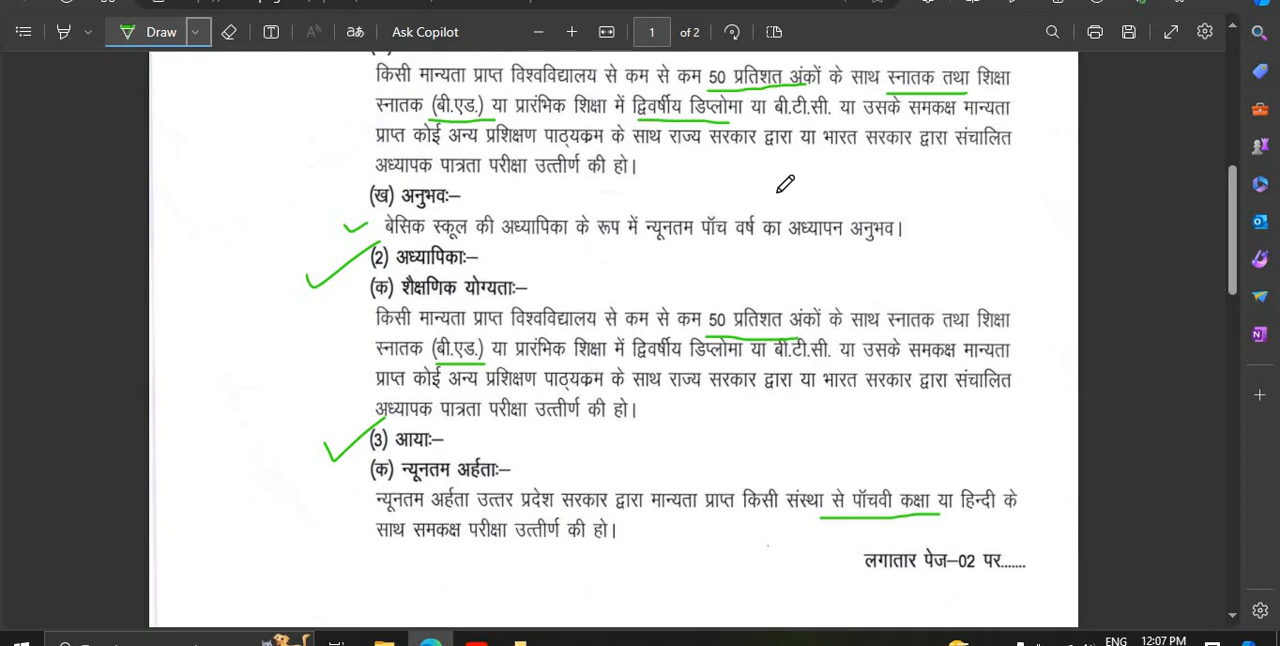 Draw
aあ
Ask Copilot
1 of 2
किसी मान्यता प्राप्त विश्वविद्यालय से कम से कम 50 प्रतिशत अंकों के साथ स्नातक तथा शिक्षा
स्नातक (बी.एड.) या प्रारंभिक शिक्षा में द्विवर्षीय डिप्लोमा या बी.टी.सी. या उसके समकक्ष मान्यता
प्राप्त कोई अन्य प्रशिक्षण पाठ्यक्रम के साथ राज्य सरकार द्वारा या भारत सरकार द्वारा संचालित
अध्यापक पात्रता परीक्षा उत्तीर्ण की हो।
(ख) अनुभवः–
बेसिक स्कूल की अध्यापिका के रूप में न्यूनतम पॉच वर्ष का अध्यापन अनुभव।
(2) अध्यापिकाः–
(क) शैक्षणिक योग्यताः–
किसी मान्यता प्राप्त विश्वविद्यालय से कम से कम 50 प्रतिशत अंकों के साथ स्नातक तथा शिक्षा
स्नातक (बी.एड.) या प्रारंभिक शिक्षा में द्विवर्षीय डिप्लोमा या बी.टी.सी. या उसके समकक्ष मान्यता
प्राप्त कोई अन्य प्रशिक्षण पाठ्यक्रम के साथ राज्य सरकार द्वारा या भारत सरकार द्वारा संचालित
अध्यापक पात्रता परीक्षा उत्तीर्ण की हो।
(3) आयाः–
(क) न्यूनतम अर्हताः–
न्यूनतम अर्हता उत्तर प्रदेश सरकार द्वारा मान्यता प्राप्त किसी संस्था से पॉचवी कक्षा या हिन्दी के
साथ समकक्ष परीक्षा उत्तीर्ण की हो।
लगातार पेज–02 पर.......
ENG
12:07 PM